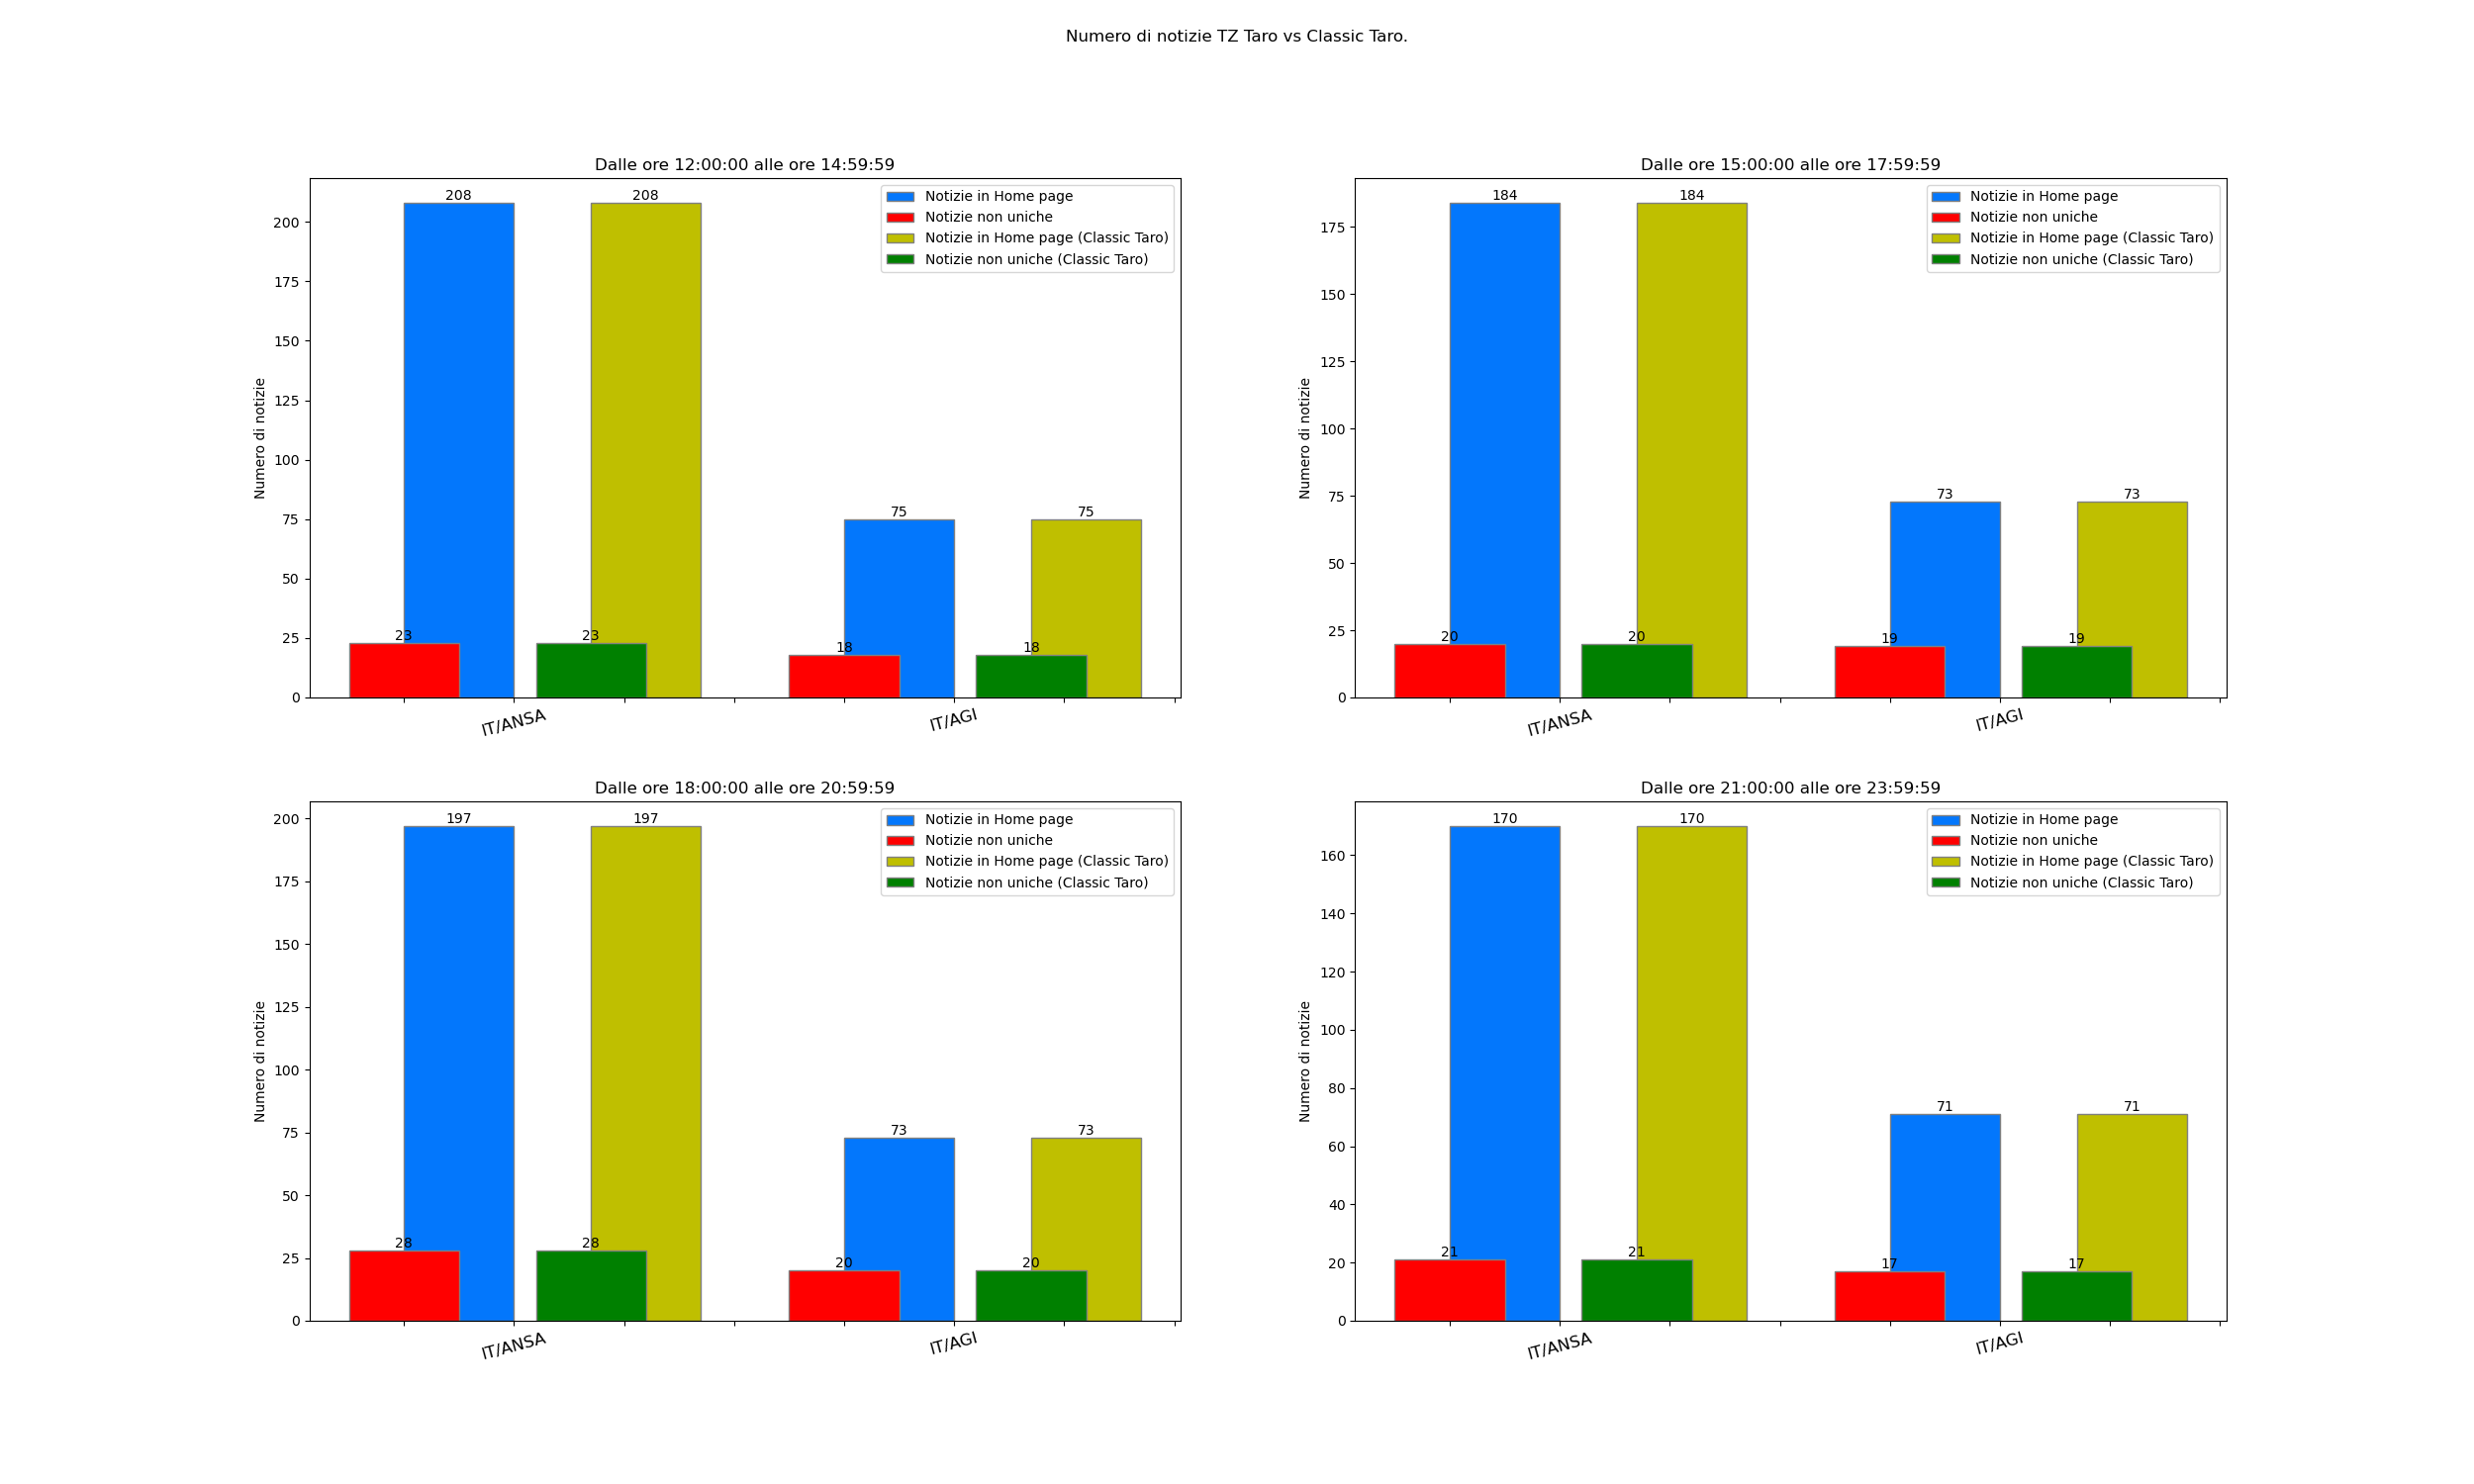 Numero di notizie TZ Taro vs Classic Taro.
Dalle ore 12:00:00 alle ore 14:59:59
Numero di notizie
200
175
150
125
100
75
50
25
0
208
208
23
23
75
75
18
18
IT/ANSA
IT/AGI
Notizie in Home page
Notizie non uniche
Notizie in Home page (Classic Taro)
Notizie non uniche (Classic Taro)
Dalle ore 15:00:00 alle ore 17:59:59
Numero di notizie
175
150
125
100
75
50
25
0
184
184
20
20
73
73
19
19
IT/ANSA
IT/AGI
Notizie in Home page
Notizie non uniche
Notizie in Home page (Classic Taro)
Notizie non uniche (Classic Taro)
Dalle ore 18:00:00 alle ore 20:59:59
Numero di notizie
200
175
150
125
100
75
50
25
0
197
197
28
28
73
73
20
20
IT/ANSA
IT/AGI
Notizie in Home page
Notizie non uniche
Notizie in Home page (Classic Taro)
Notizie non uniche (Classic Taro)
Dalle ore 21:00:00 alle ore 23:59:59
Numero di notizie
160
140
120
100
80
60
40
20
0
170
170
21
21
71
71
17
17
IT/ANSA
IT/AGI
Notizie in Home page
Notizie non uniche
Notizie in Home page (Classic Taro)
Notizie non uniche (Classic Taro)